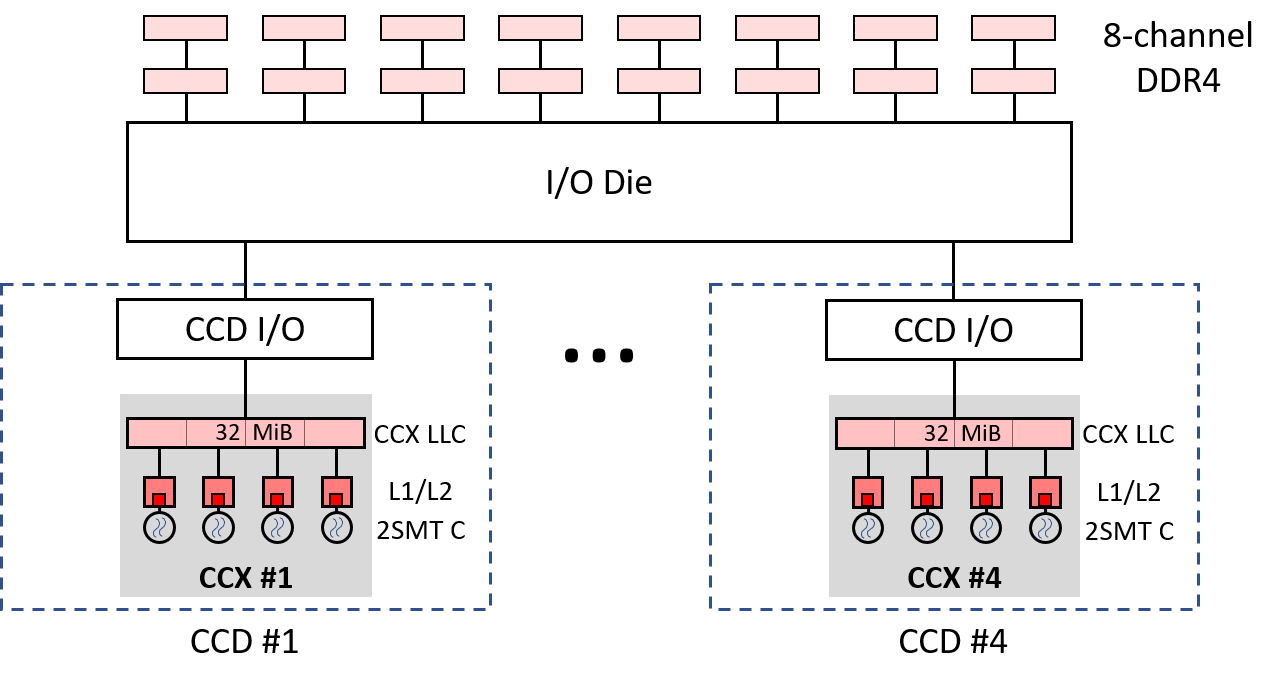 8-channel
DDR4
I/O Die
CCD I/O
CCD I/O
32 MiB
CCX LLC
32 MiB
CCX LLC
L1/L2
L1/L2
2SMT C
2SMT C
CCX #1
CCX #4
CCD #1
CCD #4